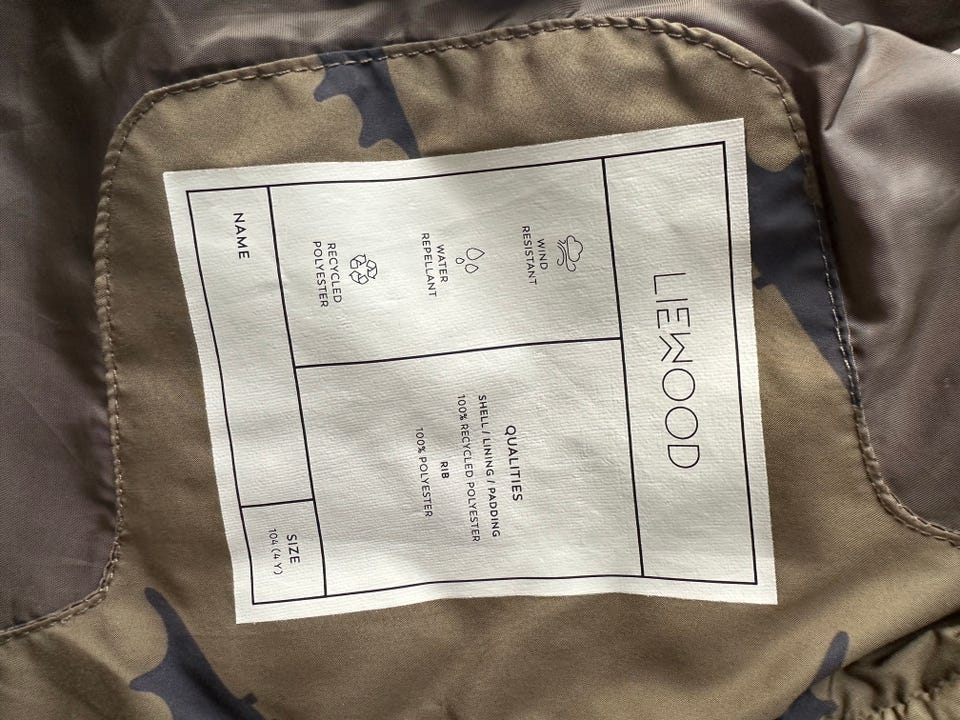 LIEWOOD
WIND
RESISTANT
WATER
REPELLANT
RECYCLED
POLYESTER
QUALITIES
SHELL / LINING / PADDING
100% RECYCLED POLYESTER
RIB
100% POLYESTER
NAME
SIZE
104 (4 Y)